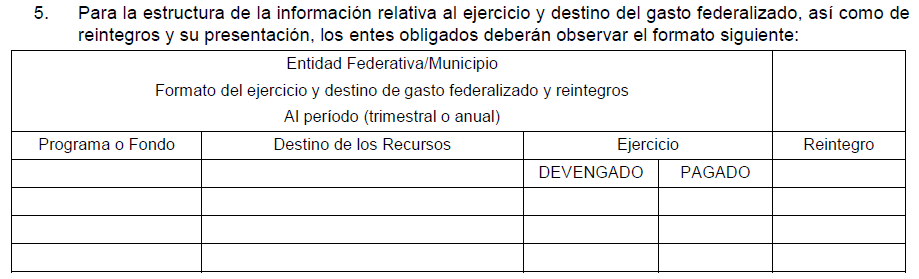 5. Para la estructura de la información relativa al ejercicio y destino del gasto federalizado, así como de
reintegros y su presentación, los entes obligados deberán observar el formato siguiente:
Entidad Federativa/Municipio
Formato del ejercicio y destino de gasto federalizado y reintegros
Al período (trimestral o anual)
Programa o Fondo Destino de los Recursos Ejercicio Reintegro
DEVENGADO PAGADO